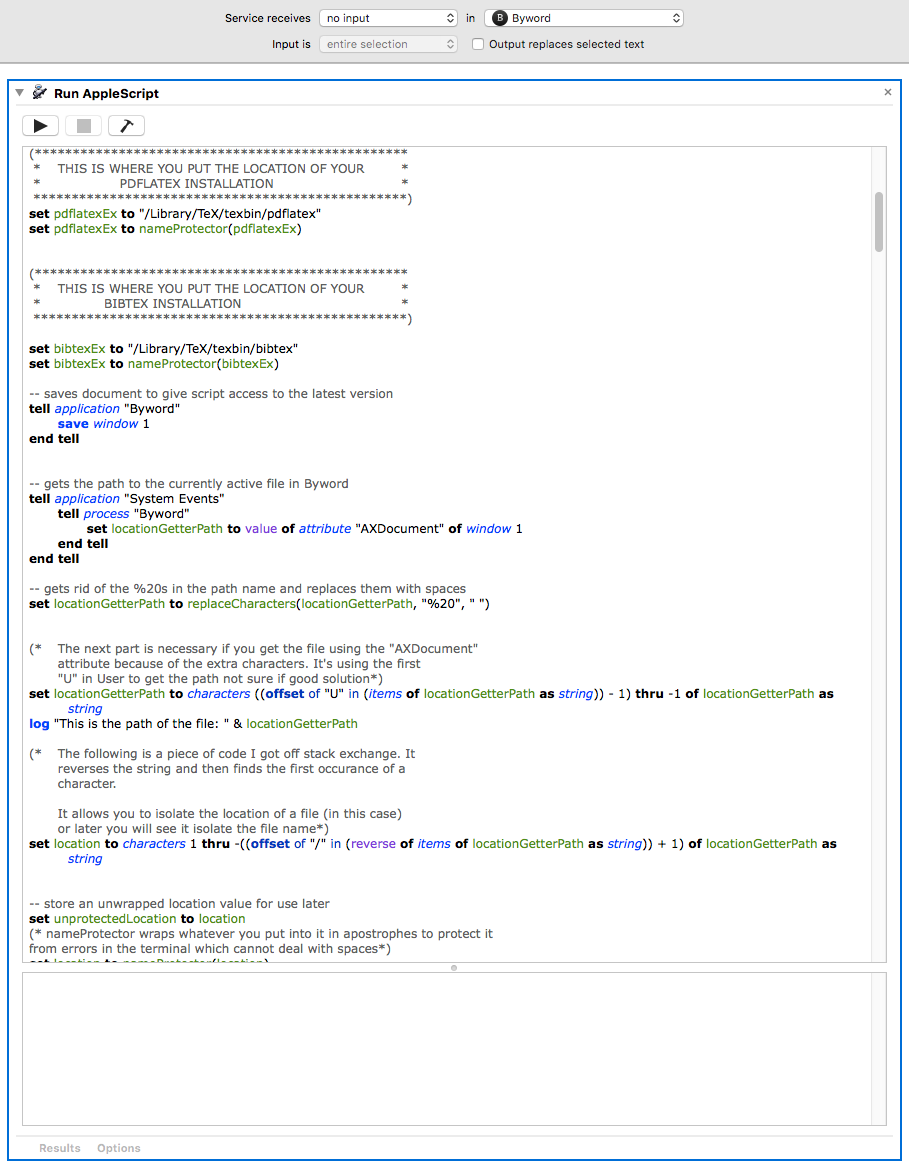 Service receives no input in Byword
Input is entire selection Output replaces selected text
Run AppleScript
(*************************************************
* THIS IS WHERE YOU PUT THE LOCATION OF YOUR *
* PDFLATEX INSTALLATION *
*************************************************)
set pdflatexEx to "/Library/TeX/texbin/pdflatex"
set pdflatexEx to nameProtector(pdflatexEx)
(*************************************************
* THIS IS WHERE YOU PUT THE LOCATION OF YOUR *
* BIBTEX INSTALLATION *
*************************************************)
set bibtexEx to "/Library/TeX/texbin/bibtex"
set bibtexEx to nameProtector(bibtexEx)
-- saves document to give script access to the latest version
tell application "Byword"
save window 1
end tell
-- gets the path to the currently active file in Byword
tell application "System Events"
tell process "Byword"
set locationGetterPath to value of attribute "AXDocument" of window 1
end tell
end tell
-- gets rid of the %20s in the path name and replaces them with spaces
set locationGetterPath to replaceCharacters(locationGetterPath, "%20", " ")
(* The next part is necessary if you get the file using the "AXDocument"
attribute because of the extra characters. It's using the first
"U" in User to get the path not sure if good solution*)
set locationGetterPath to characters ((offset of "U" in (items of locationGetterPath as string)) - 1) thru -1 of locationGetterPath as
string
log "This is the path of the file: " & locationGetterPath
(* The following is a piece of code I got off stack exchange. It
reverses the string and then finds the first occurance of a
character.
It allows you to isolate the location of a file (in this case)
or later you will see it isolate the file name*)
set location to characters 1 thru -((offset of "/" in (reverse of items of locationGetterPath as string)) + 1) of locationGetterPath as
string
-- store an unwrapped location value for use later
set unprotectedLocation to location
(* nameProtector wraps whatever you put into it in apostrophes to protect it
from errors in the terminal which cannot deal with spaces*)
set location to nameProtector(location)
Results Options